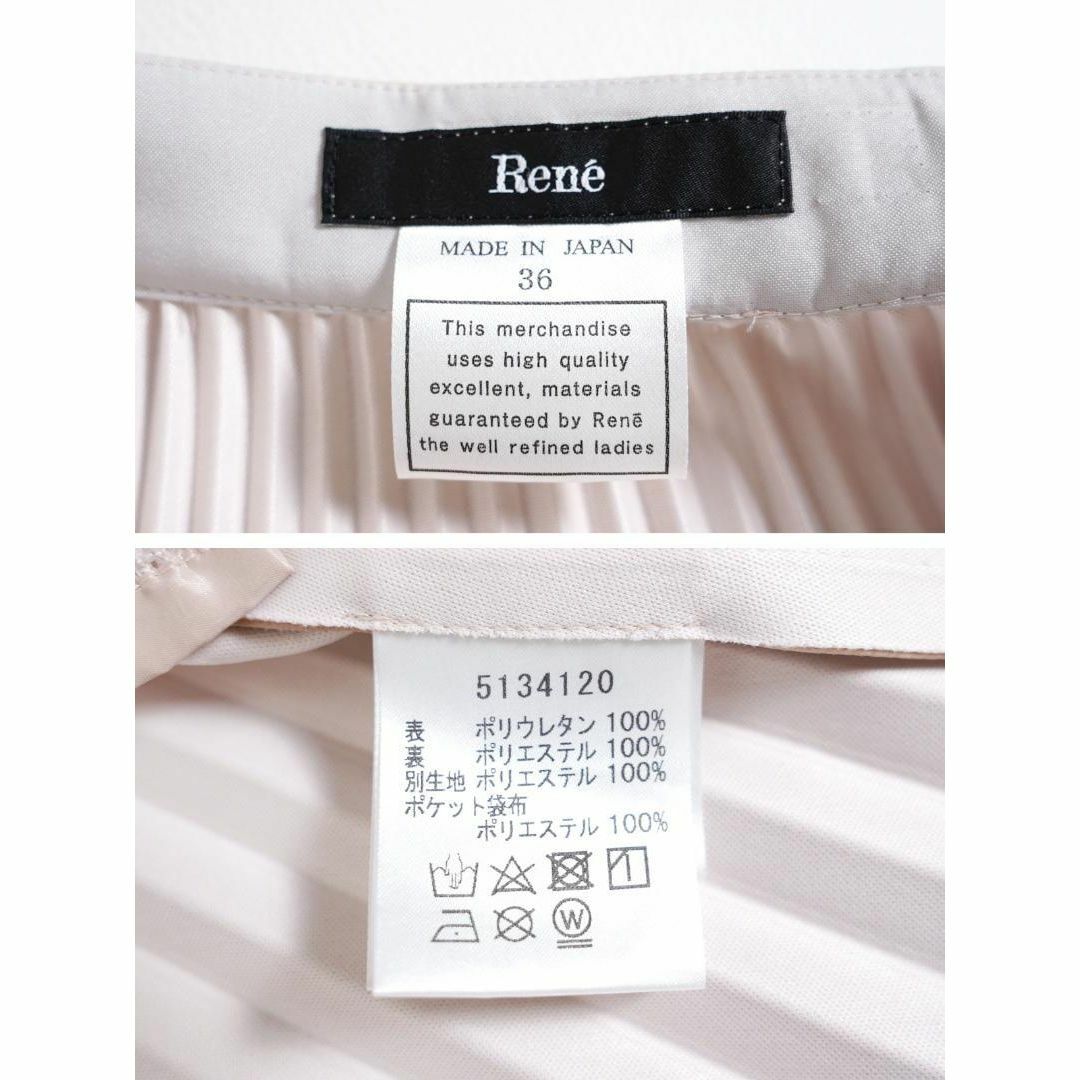 René
MADE IN JAPAN
36
This merchandise
uses high quality
excellent, materials
guaranteed by Renē
the well refined ladies
5134120
表 ポリウレタン 100%
裏 ポリエステル 100%
別生地 ポリエステル 100%
ポケット袋布
ポリエステル 100%
W